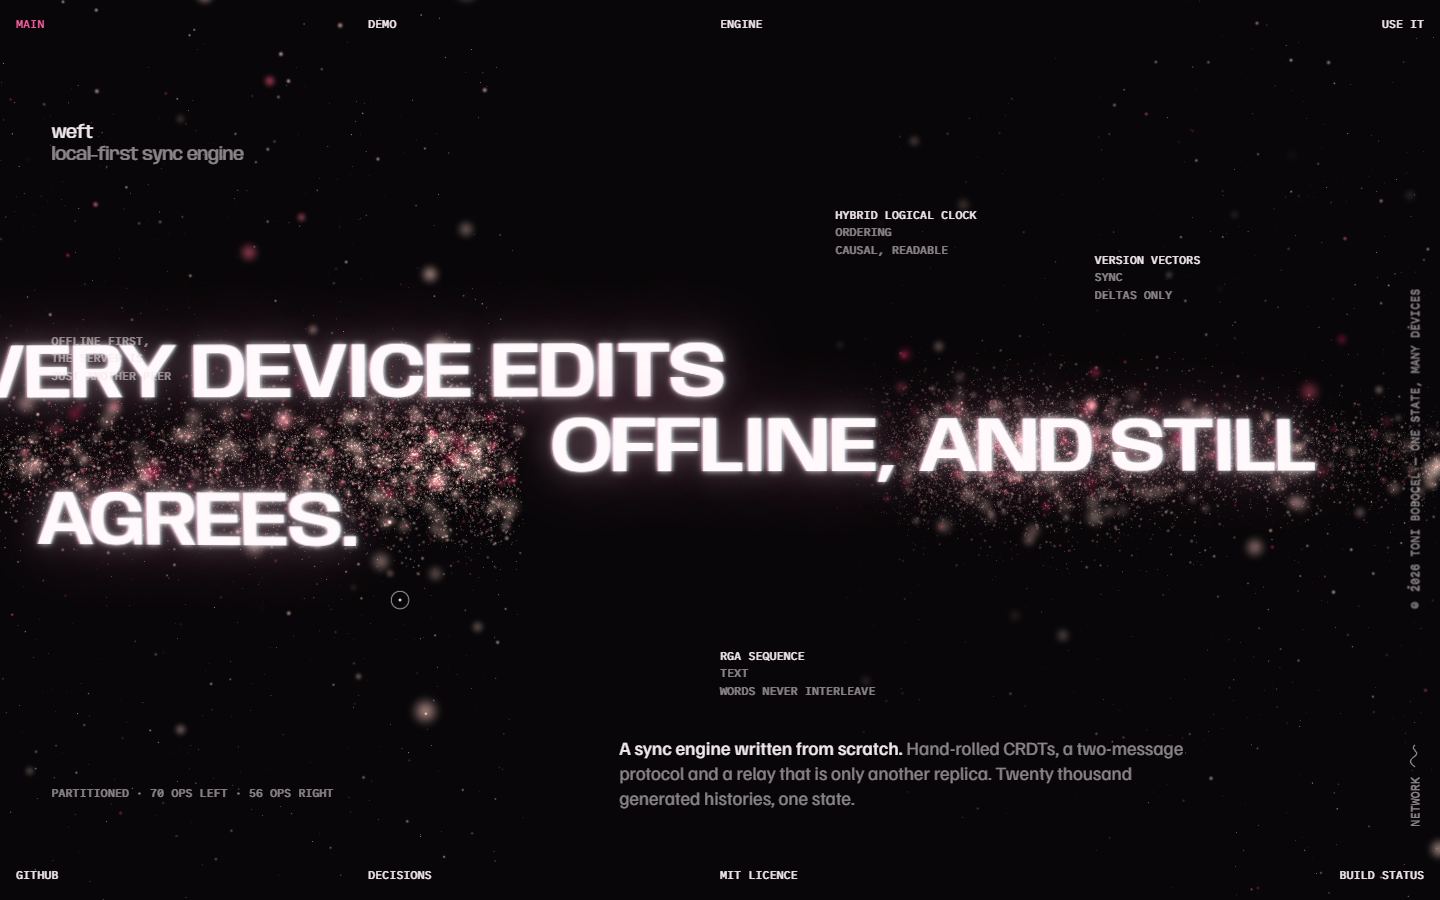 MAIN
DEMO
ENGINE
USE IT
weft
local-first sync engine
HYBRID LOGICAL CLOCK
ORDERING
CAUSAL, READABLE
VERSION VECTORS
SYNC
DELTAS ONLY
OFFLINE FIRST,
VERY DEVICE EDITS
OFFLINE, AND STILL
AGREES.
© 2026 TONI BOBOCEL — ONE STATE, MANY DEVICES
RGA SEQUENCE
TEXT
WORDS NEVER INTERLEAVE
A sync engine written from scratch. Hand-rolled CRDTs, a two-message
protocol and a relay that is only another replica. Twenty thousand
generated histories, one state.
PARTITIONED · 70 OPS LEFT · 56 OPS RIGHT
NETWORK
GITHUB
DECISIONS
MIT LICENCE
BUILD STATUS